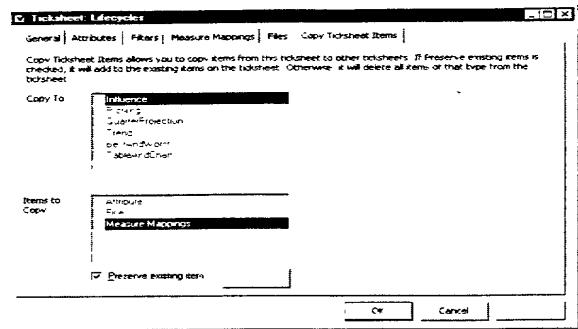 Ticksheet: Lifecycles
General Attributes Filters Measure Mappings Files Copy Ticksheet Items
Copy Ticksheet Items allows you to copy items from this ticksheet to other ticksheets. If Preserve existing items is
checked, it will add to the existing items on the ticksheet. Otherwise it will delete all items of that type from the
ticksheet
Copy To
Influence
QuarterProjection
Trend
TableAndChart
Items to
Copy
Attribute
Measure Mappings
Preserve existing item
OK Cancel